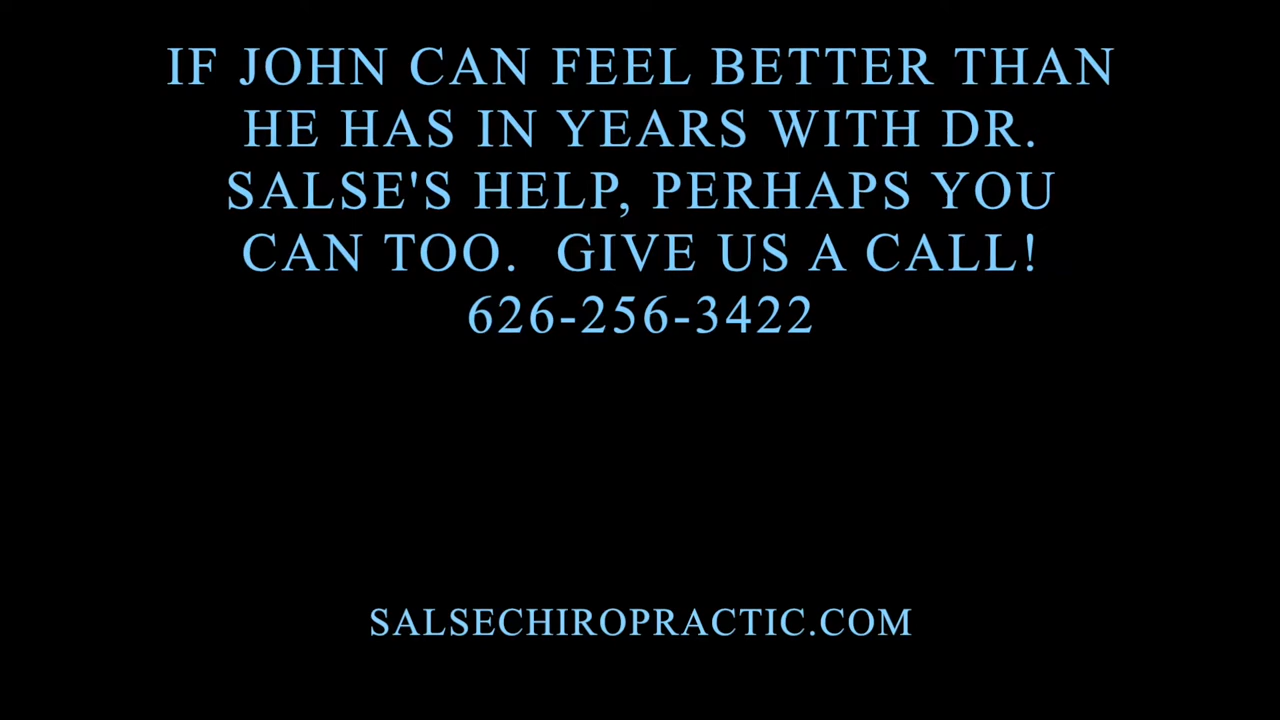 IF JOHN CAN FEEL BETTER THAN
HE HAS IN YEARS WITH DR.
SALSE'S HELP, PERHAPS YOU
CAN TOO.  GIVE US A CALL!
626-256-3422
SALSECHIROPRACTIC.COM